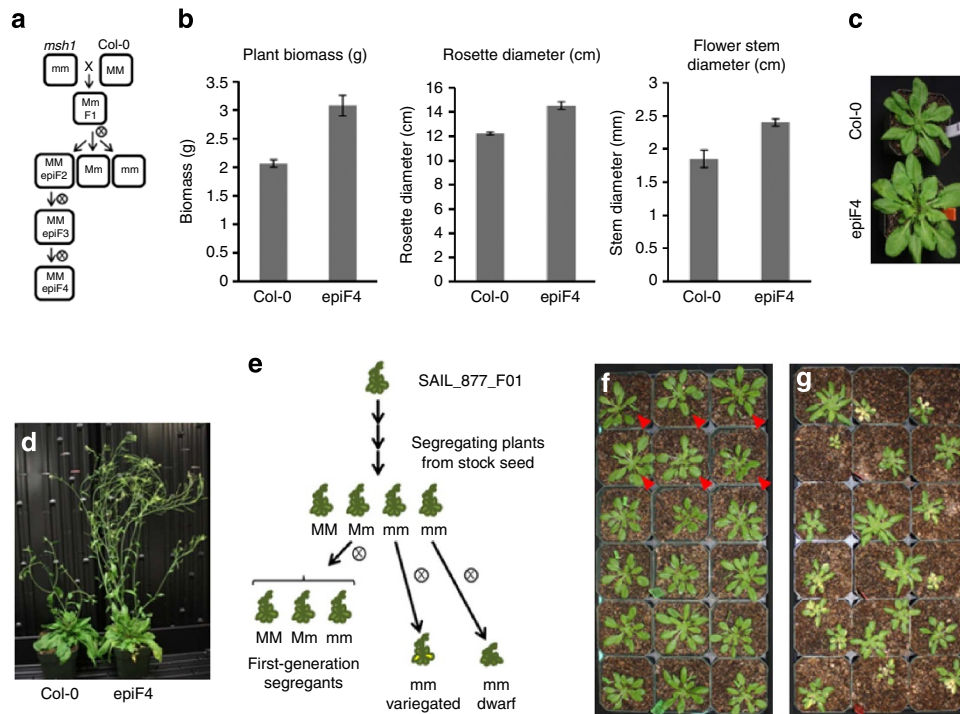 a
msh1 Col-0
mm X MM
Mm
F1
MM
epiF2
Mm
mm
MM
epiF3
MM
epiF4
b
Plant biomass (g)
Biomass (g)
3.5
3
2.5
2
1.5
1
0.5
0
Col-0 epiF4
Rosette diameter (cm)
Rosette diameter (cm)
16
14
12
10
8
6
4
2
0
Col-0 epiF4
Flower stem
diameter (cm)
Stem diameter (mm)
3
2.5
2
1.5
1
0.5
0
Col-0 epiF4
c
Col-0
epiF4
d
Col-0 epiF4
e
SAIL_877_F01
Segregating plants
from stock seed
MM Mm mm mm
MM Mm mm
First-generation
segregants
mm
variegated
mm
dwarf
f
g